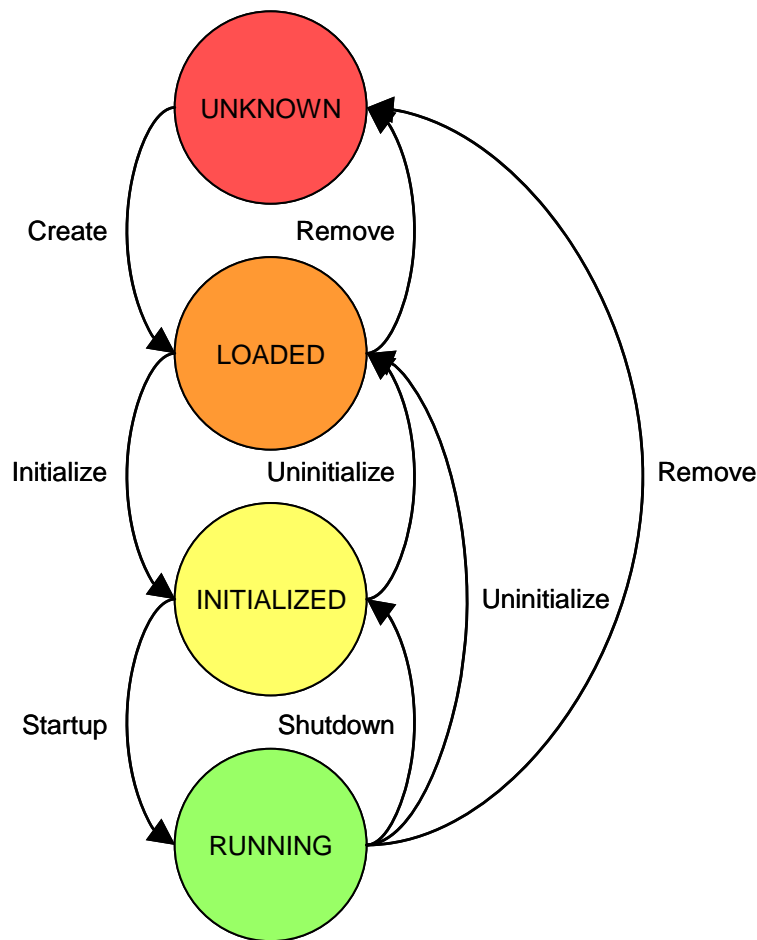 UNKNOWN
Create
Remove
LOADED
Initialize
Uninitialize
Remove
INITIALIZED
Uninitialize
Startup
Shutdown
RUNNING